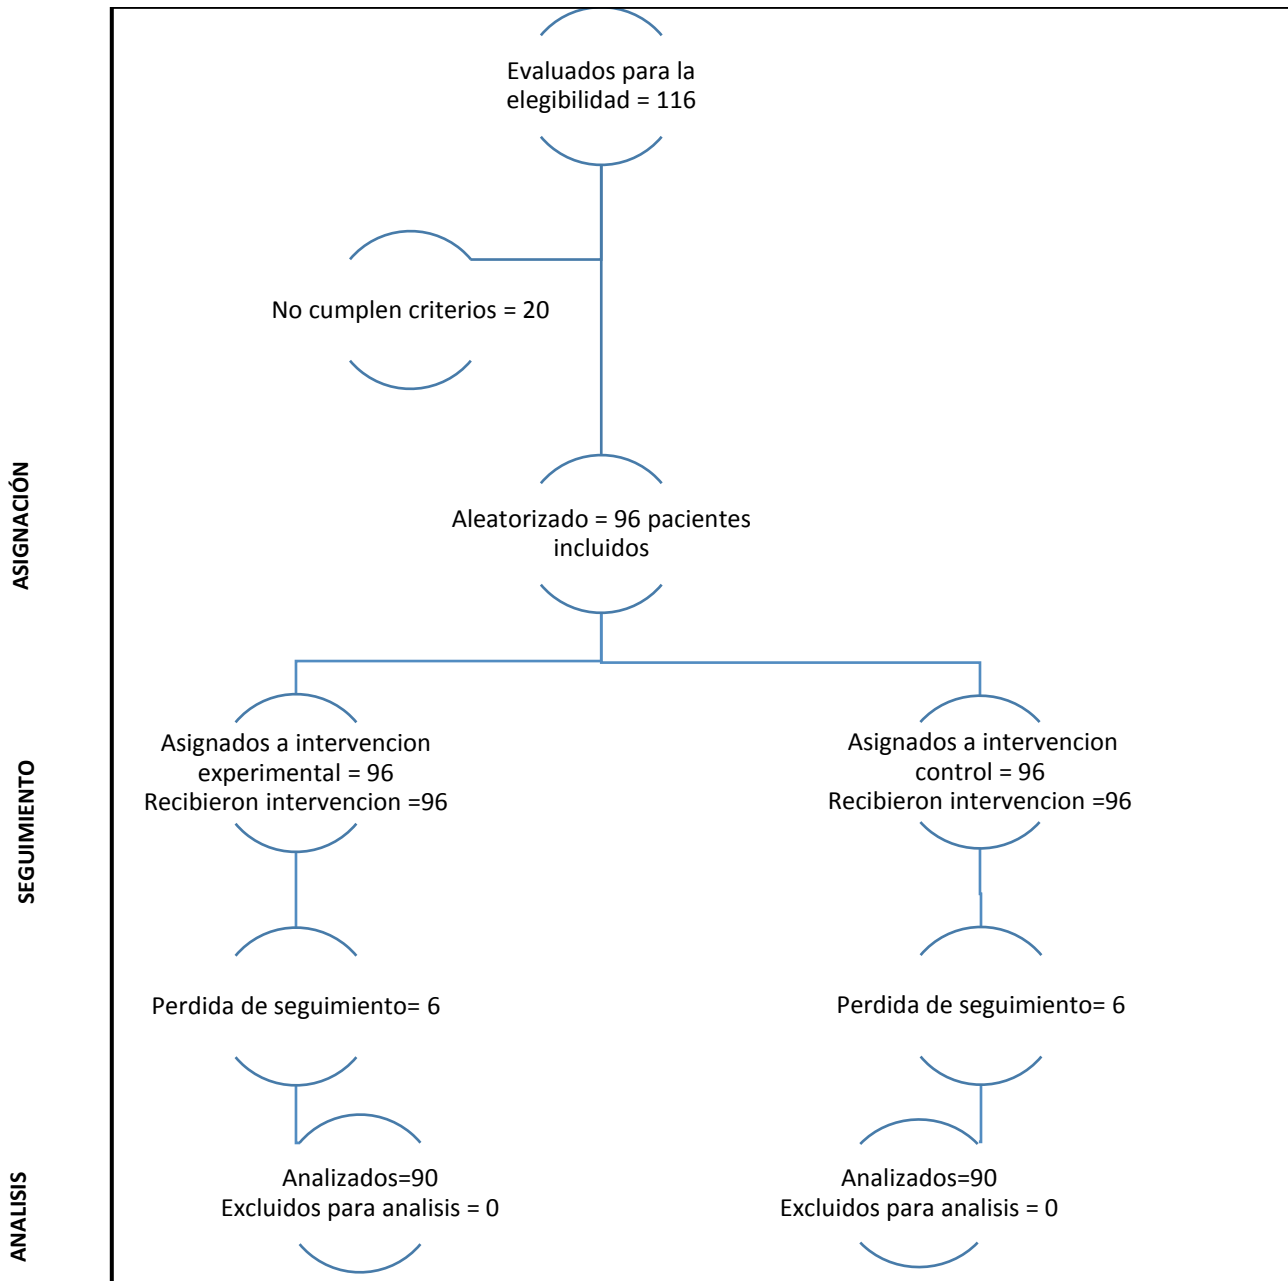 Evaluados para la
elegibilidad = 116
No cumplen criterios = 20
ASIGNACIÓN
Aleatorizado = 96 pacientes
incluidos
SEGUIMIENTO
Asignados a intervencion
experimental = 96
Recibieron intervencion =96
Asignados a intervencion
control = 96
Recibieron intervencion =96
Perdida de seguimiento= 6
Perdida de seguimiento= 6
ANALISIS
Analizados=90
Excluidos para analisis = 0
Analizados=90
Excluidos para analisis = 0